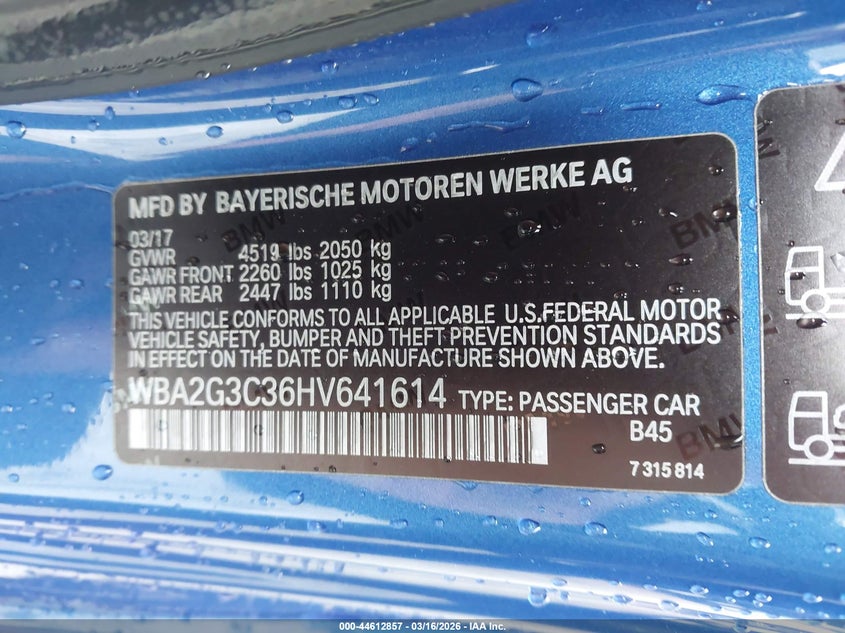 MFD BY BAYERISCHE MOTOREN WERKE AG
03/17
GVWR 4519 lbs 2050 kg
GAWR FRONT 2260 lbs 1025 kg
GAWR REAR 2447 lbs 1110 kg
THIS VEHICLE CONFORMS TO ALL APPLICABLE U.S.FEDERAL MOTOR
VEHICLE SAFETY, BUMPER AND THEFT PREVENTION STANDARDS
IN EFFECT ON THE DATE OF MANUFACTURE SHOWN ABOVE.
WBA2G3C36HV641614 TYPE: PASSENGER CAR
B45
7 315 814
000-44612857 - 03/16/2026 - IAA Inc.